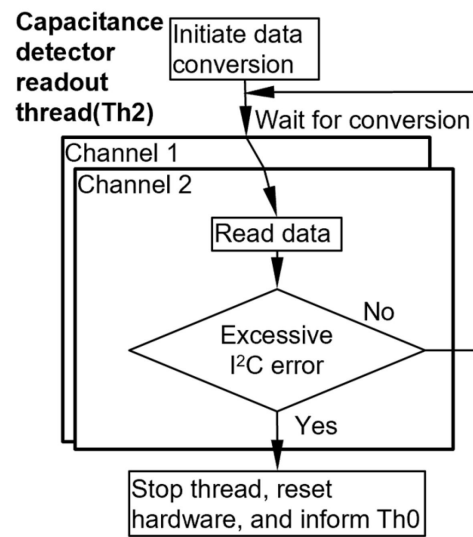 Capacitance
detector
readout
thread(Th2)
Initiate data
conversion
Wait for conversion
Channel 1
Channel 2
Read data
No
Excessive
I²C error
Yes
Stop thread, reset
hardware, and inform Th0